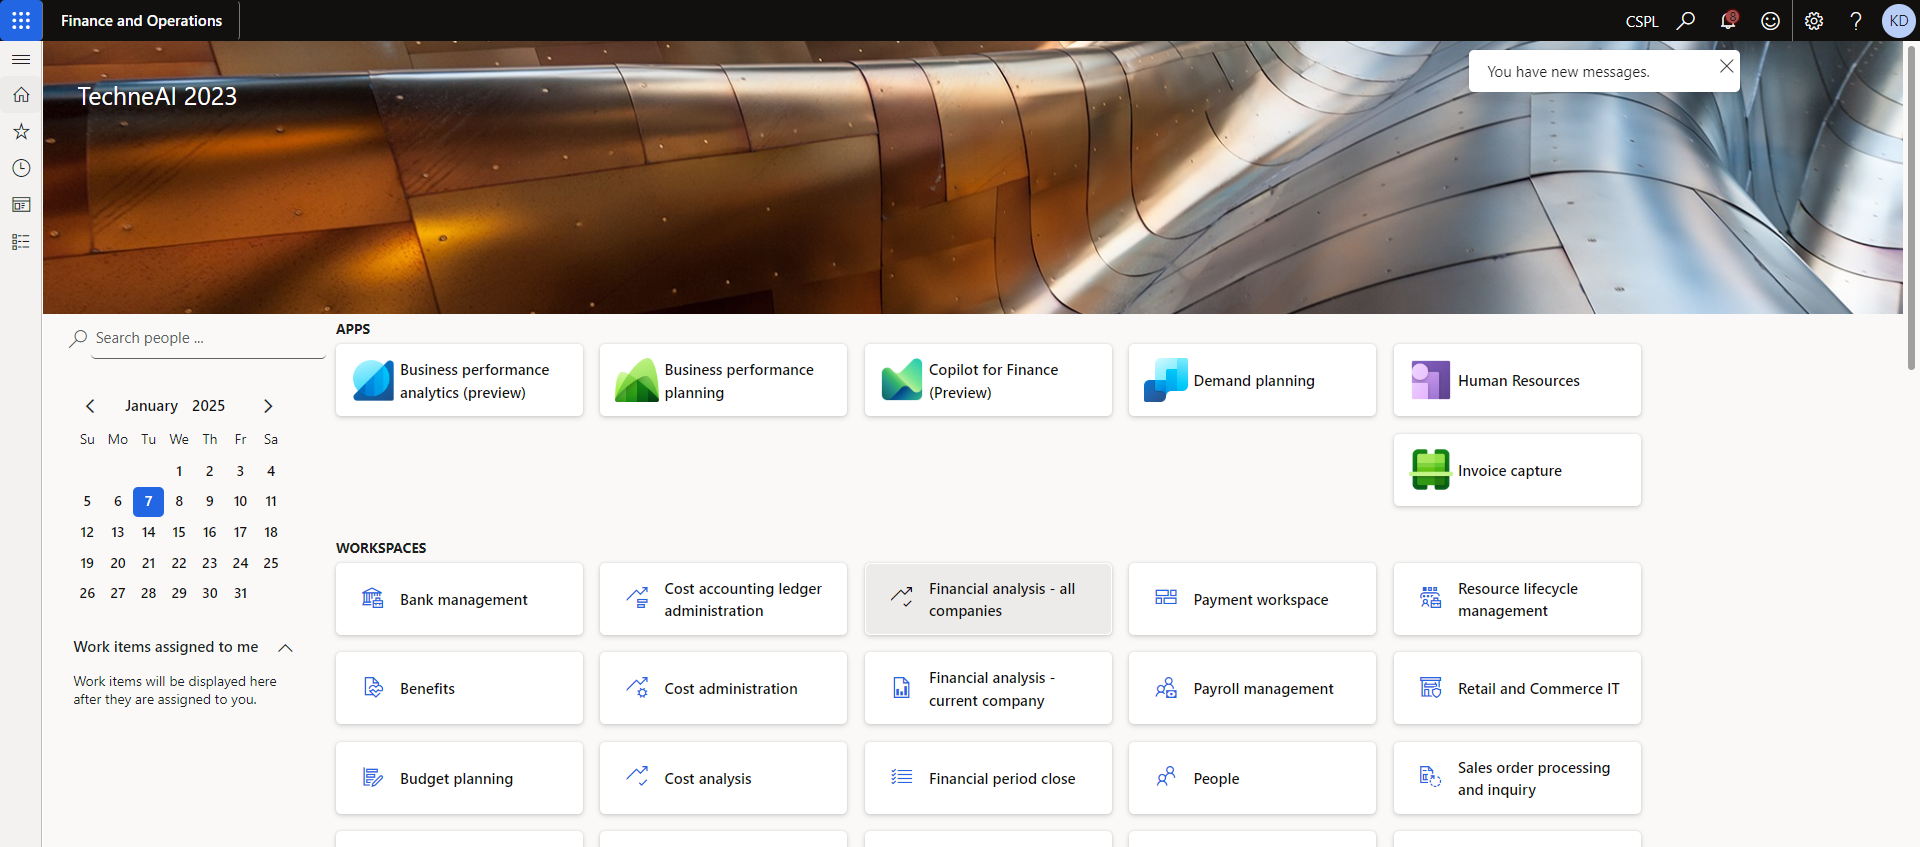 Finance and Operations
CSPL
8
?
KD
You have new messages.
TechneAI 2023
Search people ...
January 2025
Su Mo Tu We Th Fr Sa
1 2 3 4
5 6 7 8 9 10 11
12 13 14 15 16 17 18
19 20 21 22 23 24 25
26 27 28 29 30 31
Work items assigned to me
Work items will be displayed here
after they are assigned to you.
APPS
Business performance
analytics (preview)
Business performance
planning
Copilot for Finance
(Preview)
Demand planning
Human Resources
Invoice capture
WORKSPACES
Bank management
Cost accounting ledger
administration
Financial analysis - all
companies
Payment workspace
Resource lifecycle
management
Benefits
Cost administration
Financial analysis -
current company
Payroll management
Retail and Commerce IT
Budget planning
Cost analysis
Financial period close
People
Sales order processing
and inquiry